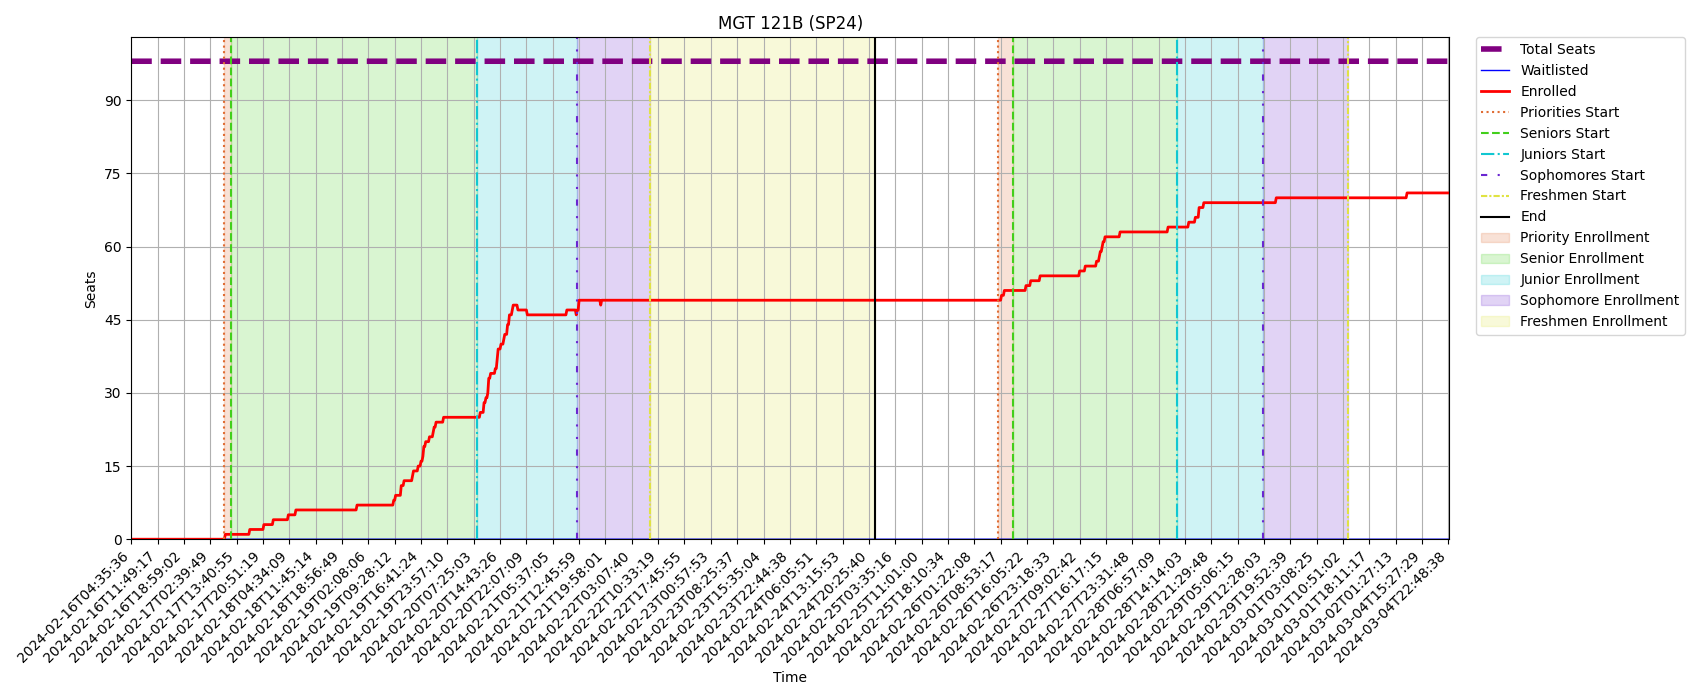 MGT 121B (SP24)
Seats
90
75
60
45
30
15
0
2024-02-16T04:35:36
2024-02-16T11:49:17
2024-02-16T18:59:02
2024-02-17T02:39:49
2024-02-17T13:40:55
2024-02-17T20:51:19
2024-02-18T04:34:09
2024-02-18T11:45:14
2024-02-18T18:56:49
2024-02-19T02:08:06
2024-02-19T09:28:12
2024-02-19T16:41:24
2024-02-19T23:57:10
2024-02-20T07:25:03
2024-02-20T14:43:26
2024-02-20T22:07:09
2024-02-21T05:37:05
2024-02-21T12:45:59
2024-02-21T19:58:01
2024-02-22T03:07:40
2024-02-22T10:33:19
2024-02-22T17:45:55
2024-02-23T00:57:53
2024-02-23T08:25:37
2024-02-23T15:35:04
2024-02-23T22:44:38
2024-02-24T06:05:51
2024-02-24T13:15:53
2024-02-24T20:25:40
2024-02-25T03:35:16
2024-02-25T11:01:00
2024-02-25T18:10:34
2024-02-26T01:22:08
2024-02-26T08:53:17
2024-02-26T16:05:22
2024-02-26T23:18:33
2024-02-27T09:02:42
2024-02-27T16:17:15
2024-02-27T23:31:48
2024-02-28T06:57:09
2024-02-28T14:14:03
2024-02-28T21:29:48
2024-02-29T05:06:15
2024-02-29T12:28:03
2024-02-29T19:52:39
2024-03-01T03:08:25
2024-03-01T10:51:02
2024-03-01T18:11:17
2024-03-02T01:27:13
2024-03-04T15:27:29
2024-03-04T22:48:38
Time
Total Seats
Waitlisted
Enrolled
Priorities Start
Seniors Start
Juniors Start
Sophomores Start
Freshmen Start
End
Priority Enrollment
Senior Enrollment
Junior Enrollment
Sophomore Enrollment
Freshmen Enrollment